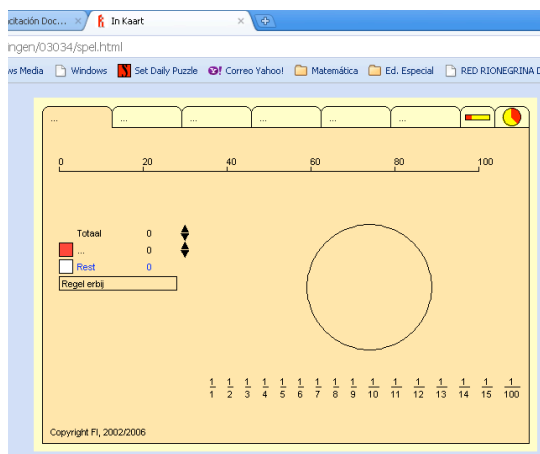 citación Doc... × In Kaart ×
ingen/03034/spel.html
ws Media Windows Set Daily Puzzle Correo Yahoo! Matemática Ed. Especial RED RIONEGRINA D
... ... ... ... ... ...
0 20 40 60 80 100
Totaal 0
... 0
Rest 0
Regel erbij
1 1 1 1 1 1 1 1 1 1 1 1 1 1 1 1
1 2 3 4 5 6 7 8 9 10 11 12 13 14 15 100
Copyright FI, 2002/2006